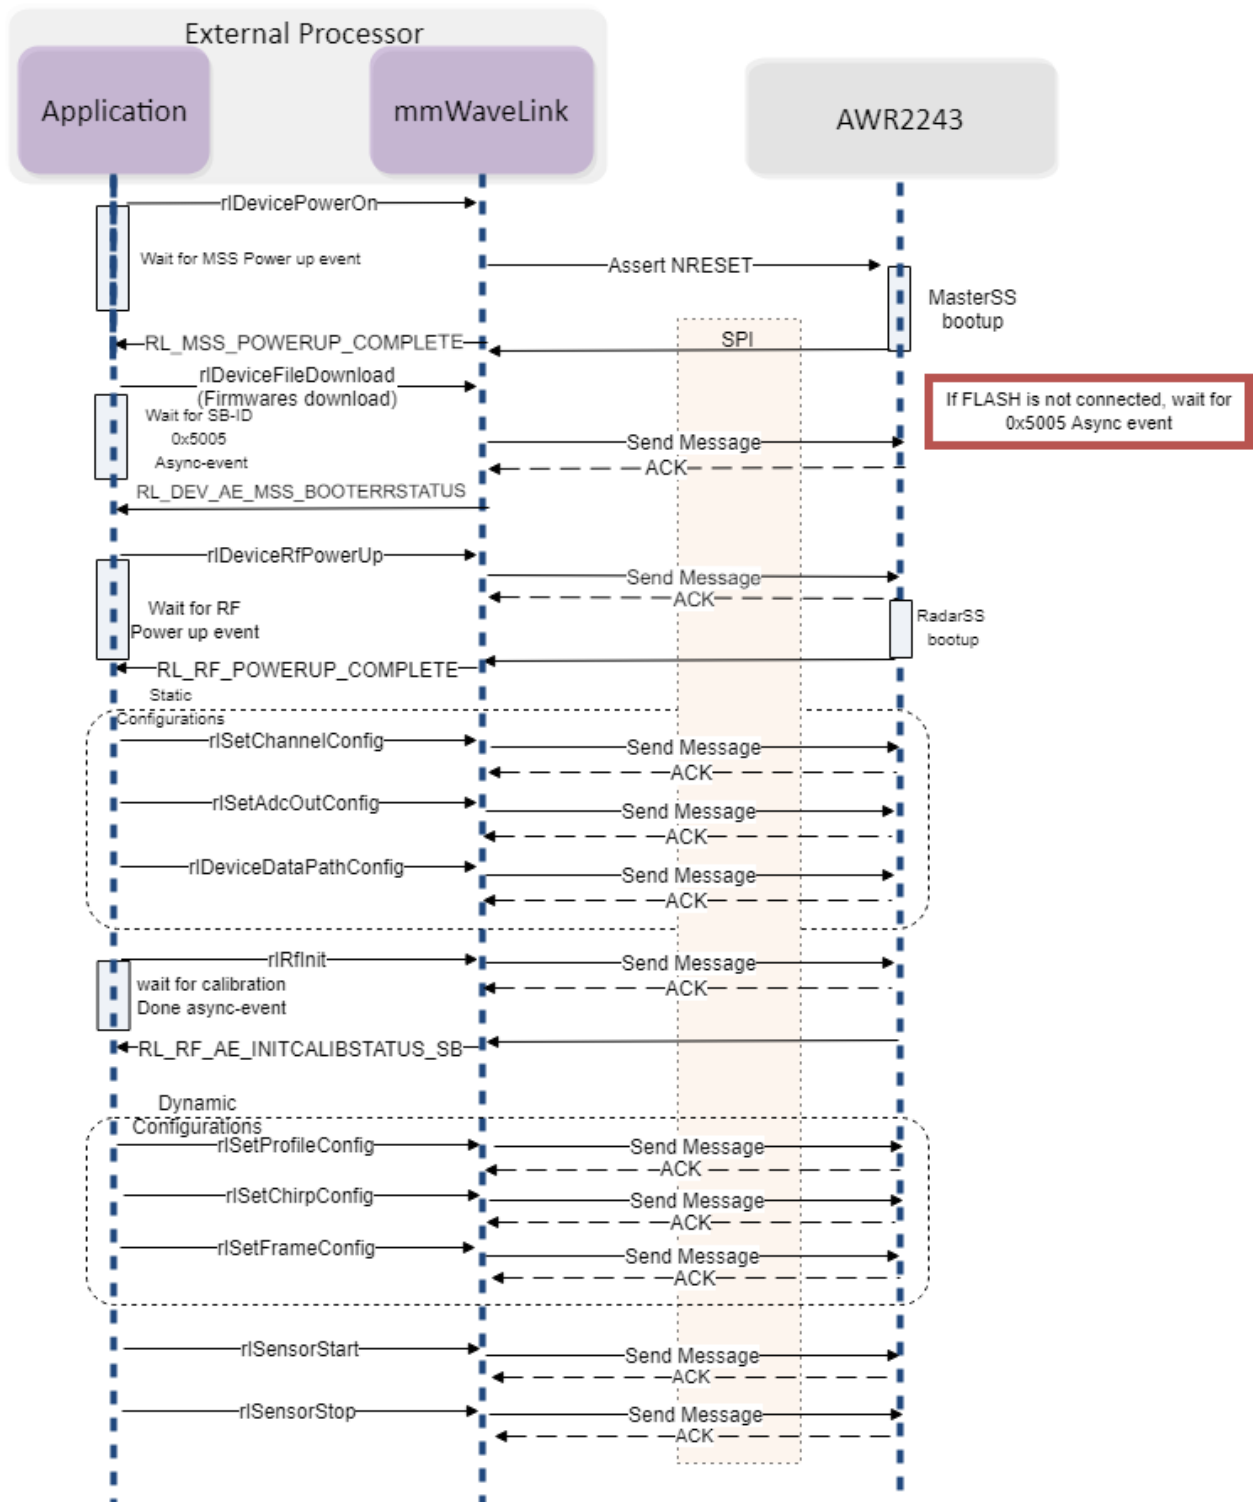 External Processor
Application
mmWaveLink
AWR2243
rlDevicePowerOn
Wait for MSS Power up event
Assert NRESET
MasterSS
bootup
SPI
RL_MSS_POWERUP_COMPLETE
rlDeviceFileDownload
(Firmwares download)
Wait for SB-ID
0x5005
Async-event
If FLASH is not connected, wait for
0x5005 Async event
Send Message
ACK
RL_DEV_AE_MSS_BOOTERRSTATUS
rlDeviceRfPowerUp
Send Message
ACK
Wait for RF
Power up event
RadarSS
bootup
RL_RF_POWERUP_COMPLETE
Static
Configurations
rlSetChannelConfig
Send Message
ACK
rlSetAdcOutConfig
Send Message
ACK
rlDeviceDataPathConfig
Send Message
ACK
rlRfInit
Send Message
wait for calibration
Done async-event
ACK
RL_RF_AE_INITCALIBSTATUS_SB
Dynamic
Configurations
rlSetProfileConfig
Send Message
ACK
rlSetChirpConfig
Send Message
ACK
rlSetFrameConfig
Send Message
ACK
rlSensorStart
Send Message
ACK
rlSensorStop
Send Message
ACK